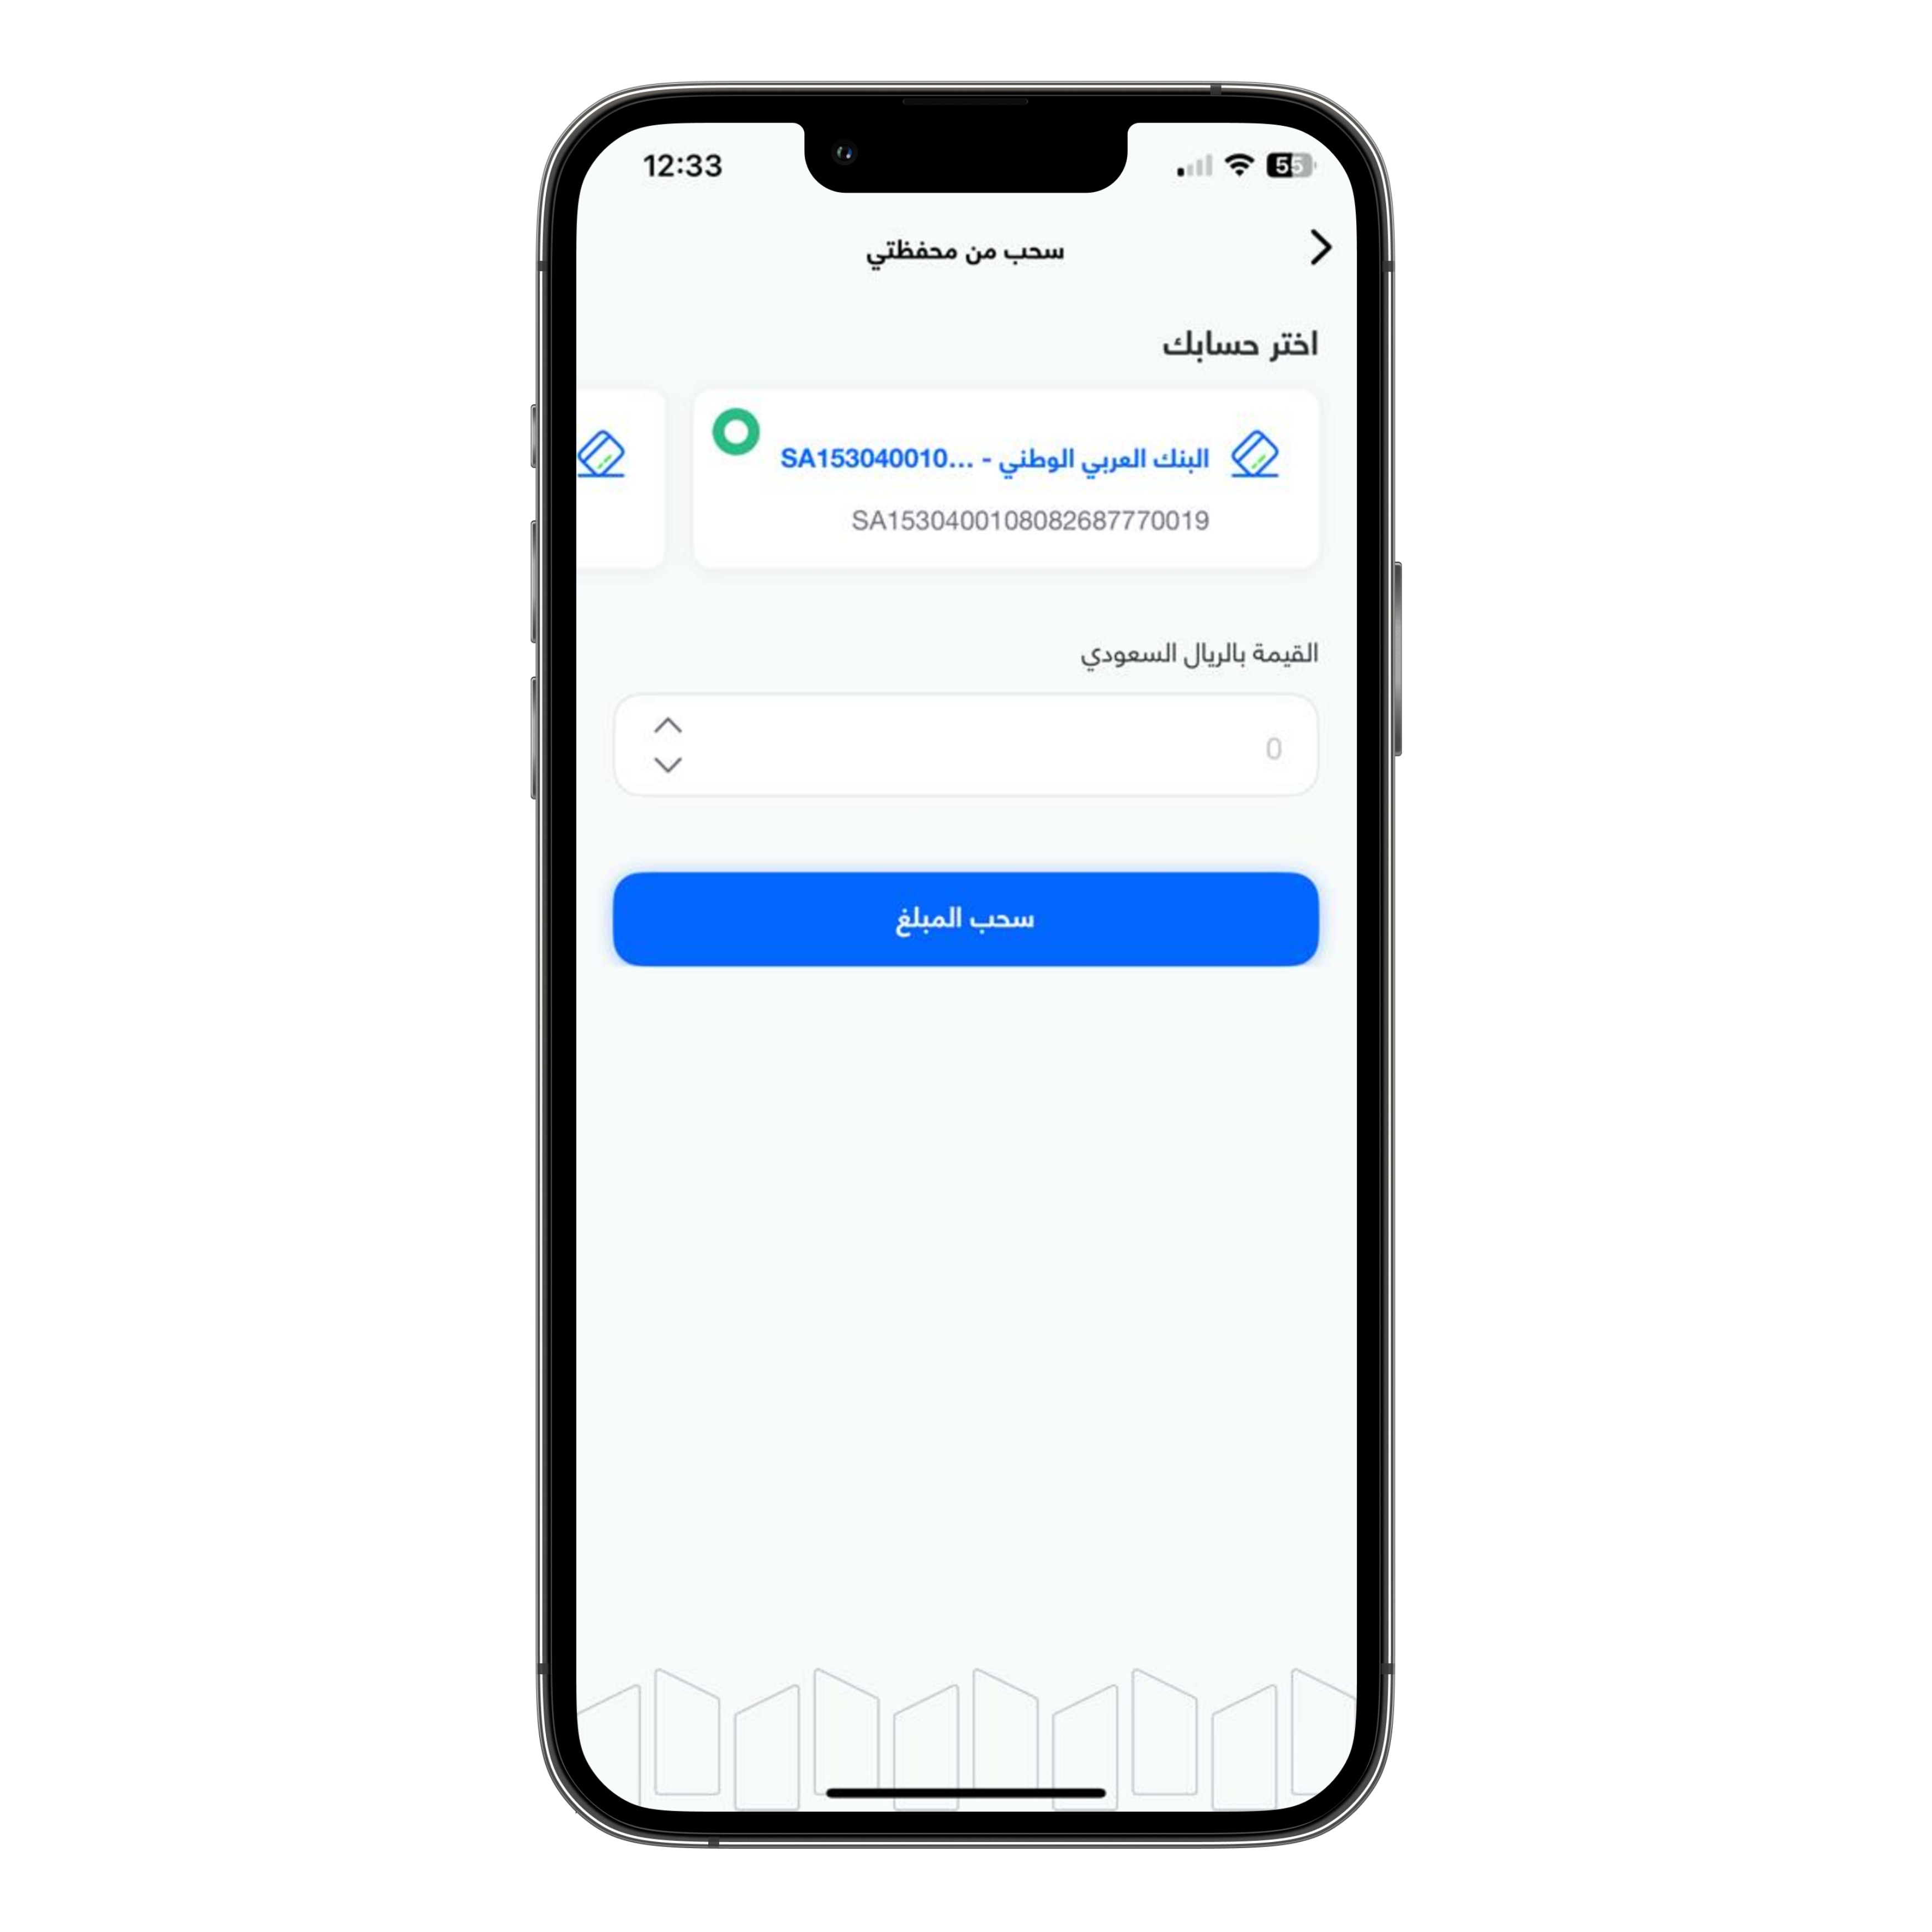 12:33
55
سحب من محفظتي
اختر حسابك
البنك العربي الوطني - SA153040010...
SA1530400108082687770019
القيمة بالريال السعودي
0
سحب المبلغ